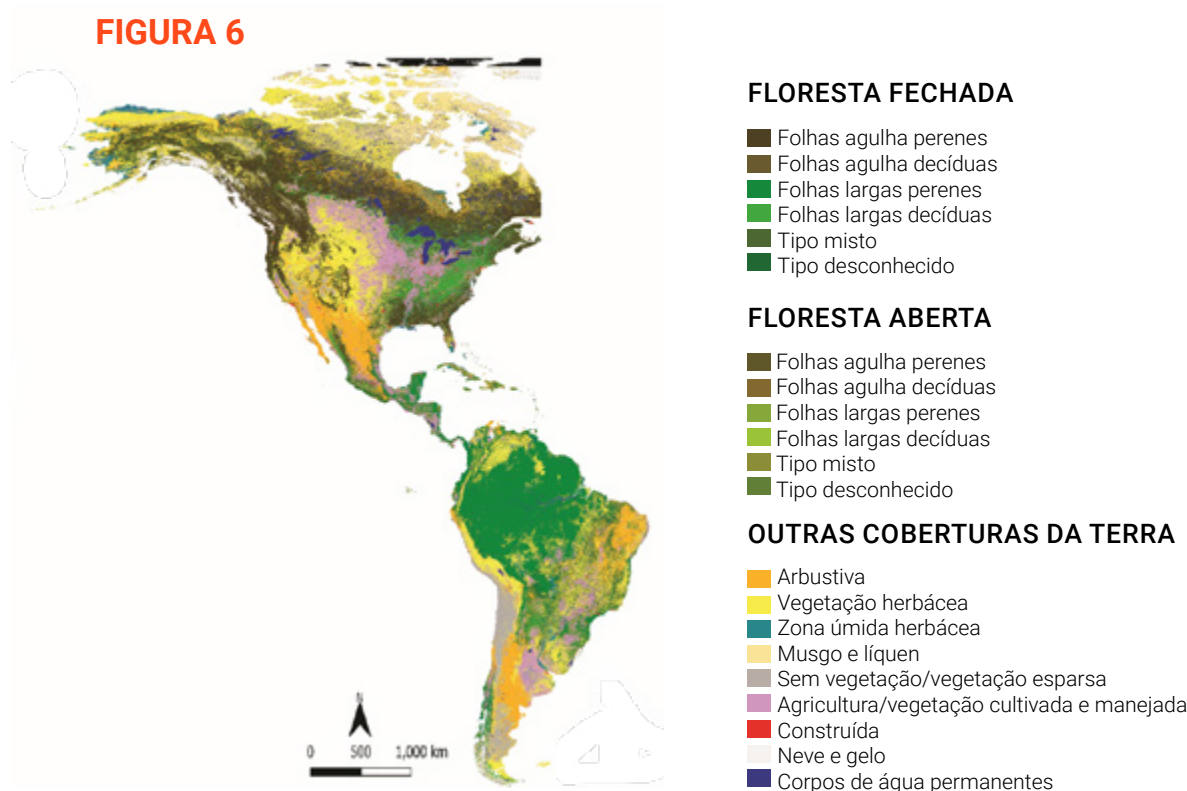 FIGURA 6
N
0 500 1,000 km
FLORESTA FECHADA
Folhas agulha perenes
Folhas agulha decíduas
Folhas largas perenes
Folhas largas decíduas
Tipo misto
Tipo desconhecido
FLORESTA ABERTA
Folhas agulha perenes
Folhas agulha decíduas
Folhas largas perenes
Folhas largas decíduas
Tipo misto
Tipo desconhecido
OUTRAS COBERTURAS DA TERRA
Arbustiva
Vegetação herbácea
Zona úmida herbácea
Musgo e líquen
Sem vegetação/vegetação esparsa
Agricultura/vegetação cultivada e manejada
Construída
Neve e gelo
Corpos de água permanentes